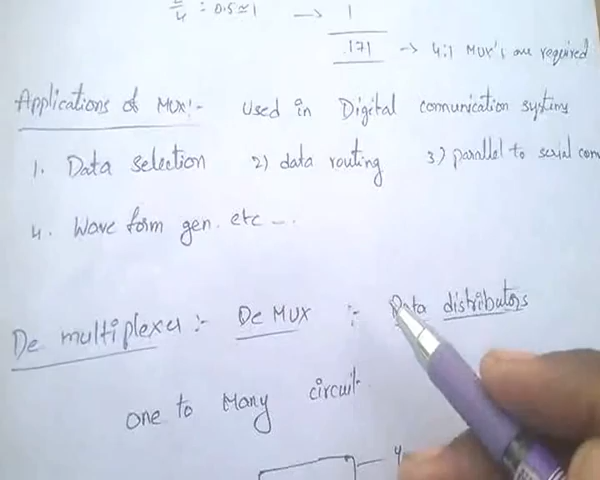 2/4 = 0.5 ≃ 1 → 1
171 → 4:1 MUX's are required
Applications of MUX:- Used in Digital communication systims
1. Data selection 2) data routing 3) parallel to serial con
4. Wave form gen. etc -..
De multiplexer :- De MUX :- Data distributors
one to Many circuit.
4